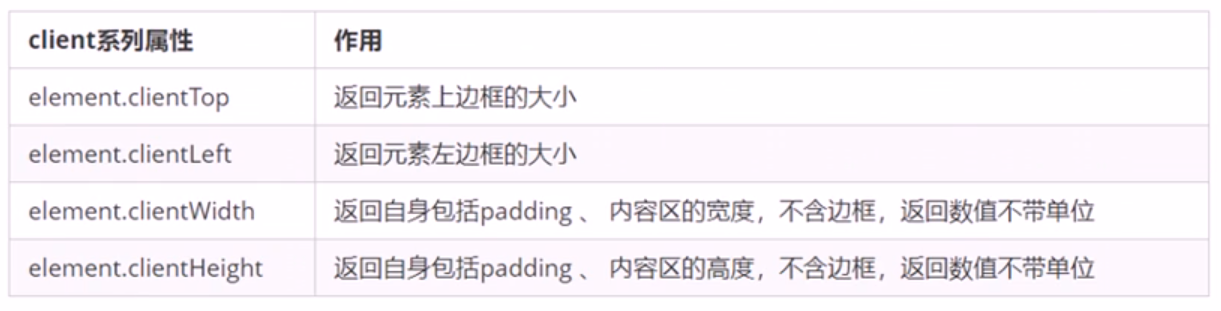 client系列属性 作用
element.clientTop 返回元素上边框的大小
element.clientLeft 返回元素左边框的大小
element.clientWidth 返回自身包括padding 、 内容区的宽度，不含边框，返回数值不带单位
element.clientHeight 返回自身包括padding 、 内容区的高度，不含边框，返回数值不带单位